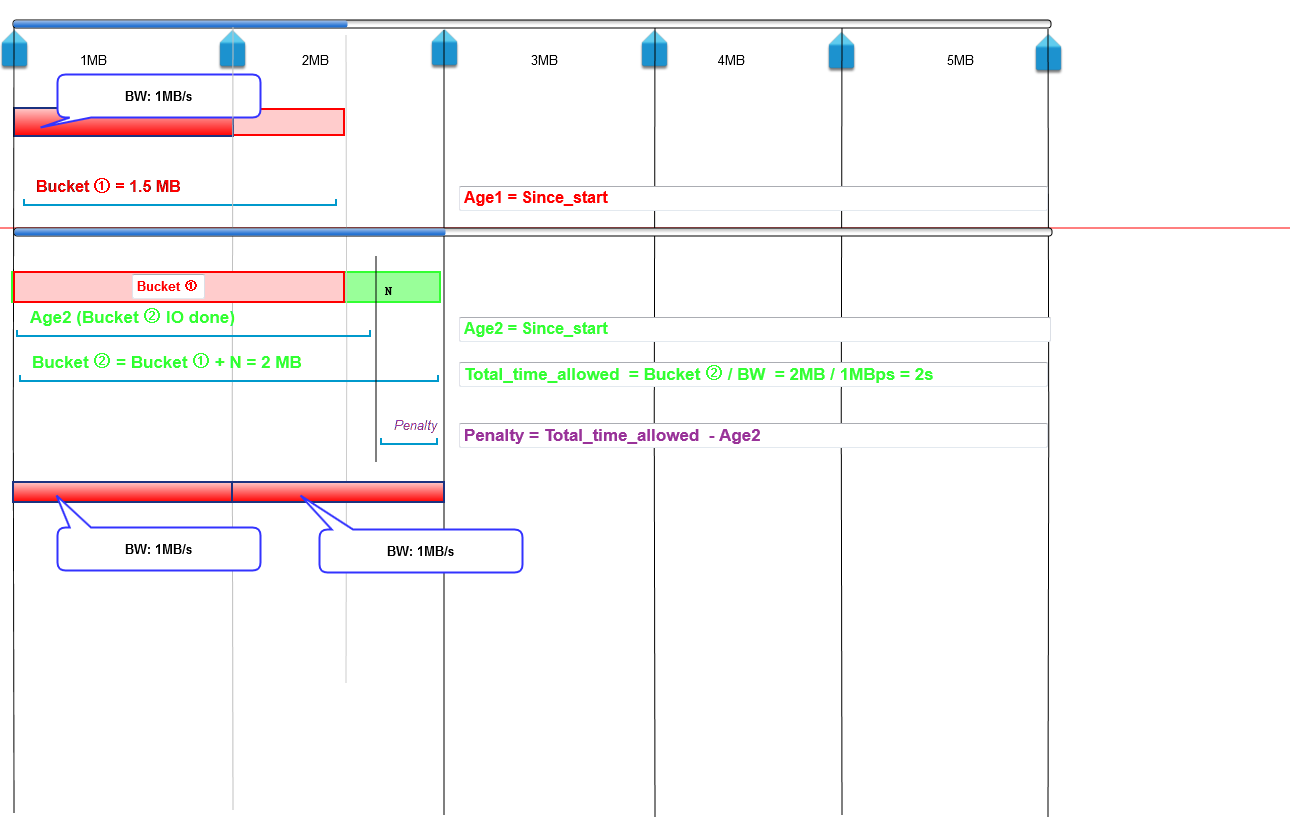 1MB
2MB
3MB
4MB
5MB
BW: 1MB/s
Bucket ① = 1.5 MB
Age1 = Since_start
Bucket ①
N
Age2 (Bucket ② IO done)
Age2 = Since_start
Bucket ② = Bucket ① + N = 2 MB
Total_time_allowed = Bucket ② / BW = 2MB / 1MBps = 2s
Penalty
Penalty = Total_time_allowed - Age2
BW: 1MB/s
BW: 1MB/s